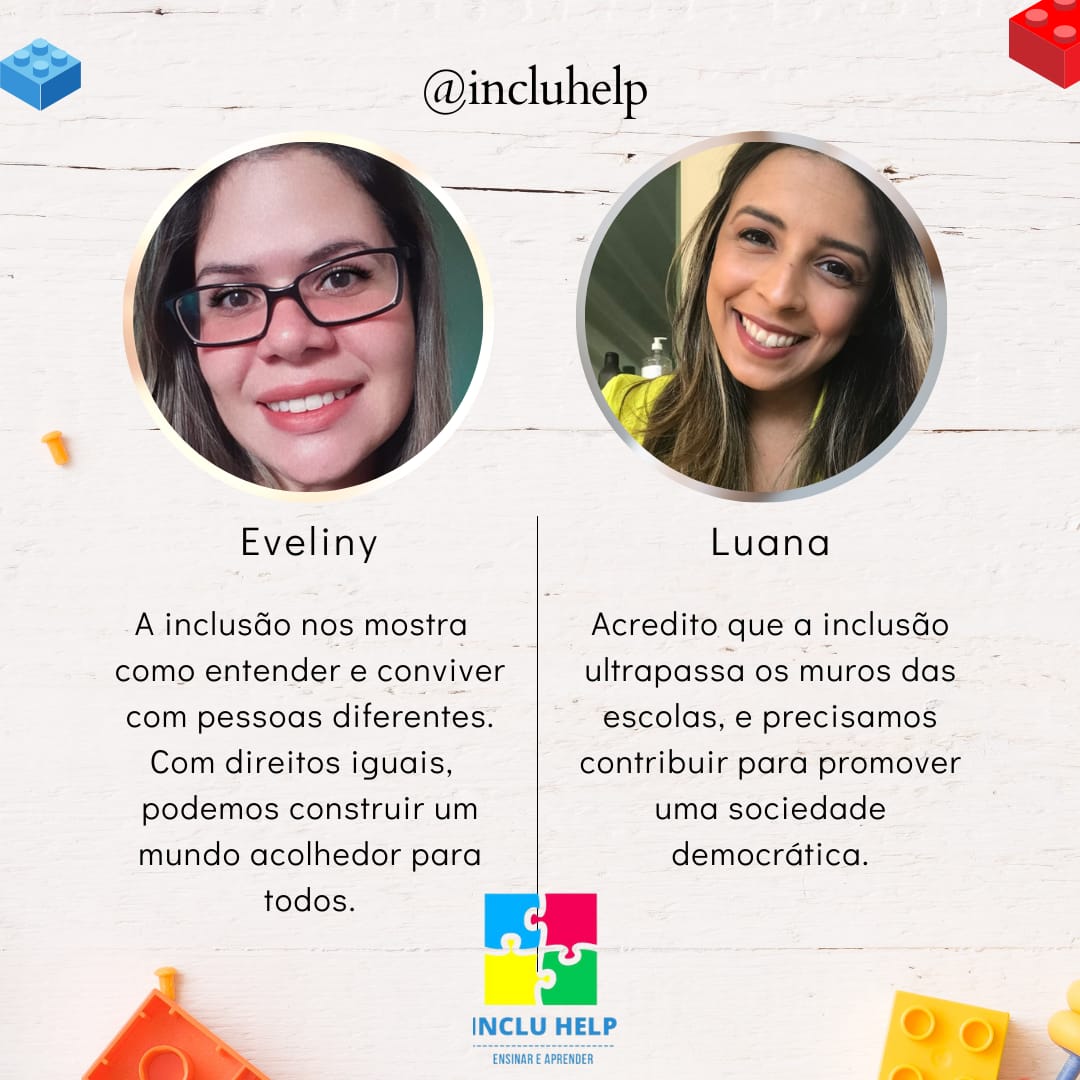 @incluhelp
Eveliny
A inclusão nos mostra
como entender e conviver
com pessoas diferentes.
Com direitos iguais,
podemos construir um
mundo acolhedor para
todos.
Luana
Acredito que a inclusão
ultrapassa os muros das
escolas, e precisamos
contribuir para promover
uma sociedade
democrática.
INCLU HELP
ENSINAR E APRENDER